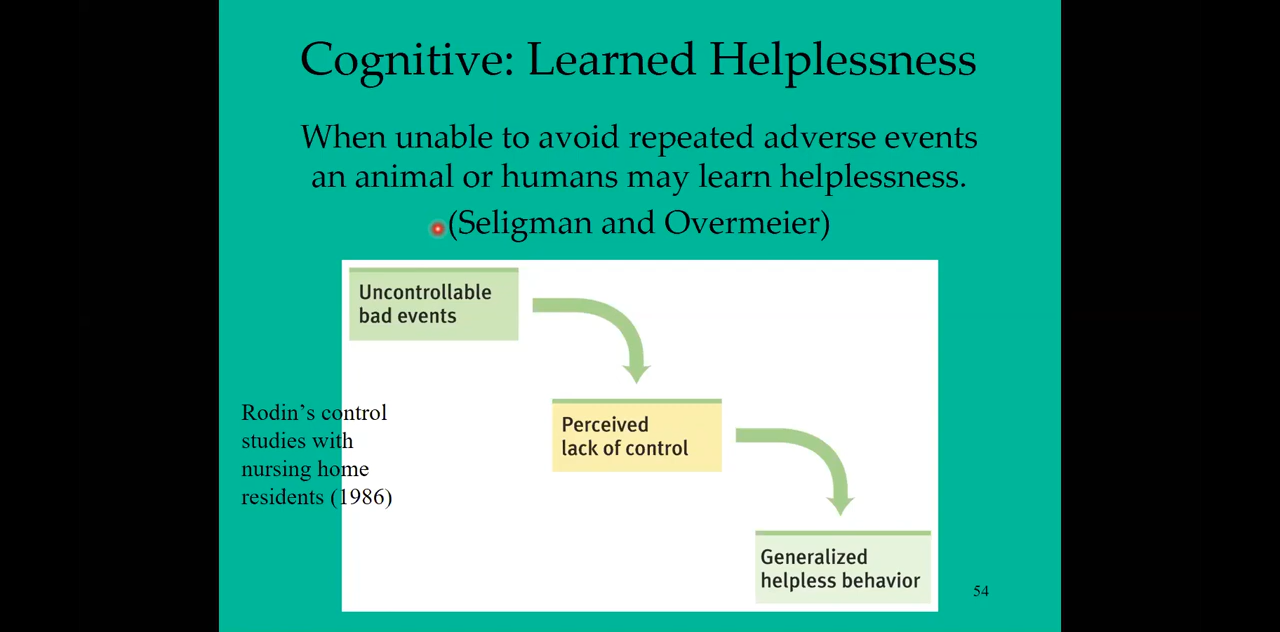 Cognitive: Learned Helplessness
When unable to avoid repeated adverse events
an animal or humans may learn helplessness.
(Seligman and Overmeier)
Uncontrollable
bad events
Rodin’s control
studies with
nursing home
residents (1986)
Perceived
lack of control
Generalized
helpless behavior
54